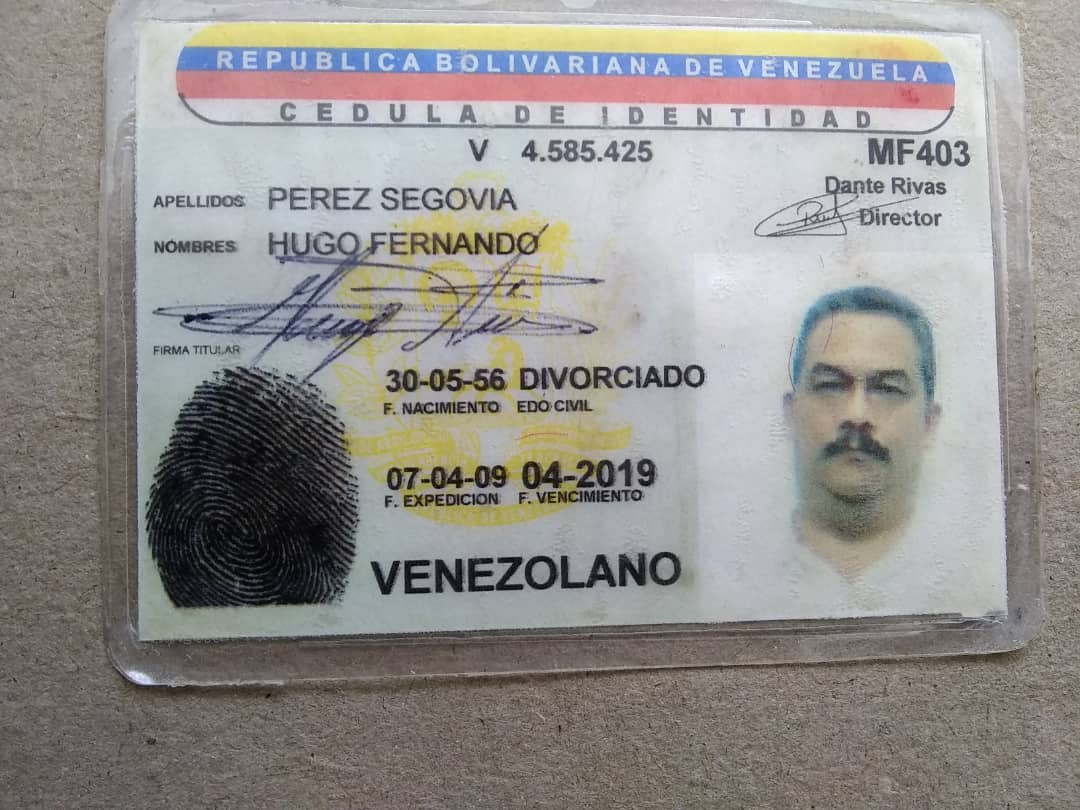 REPUBLICA BOLIVARIANA DE VENEZUELA
CEDULA DE IDENTIDAD
V 4.585.425 MF403
Dante Rivas
Director
APELLIDOS PEREZ SEGOVIA
NOMBRES HUGO FERNANDO
FIRMA TITULAR
30-05-56 DIVORCIADO
F. NACIMIENTO EDO CIVIL
07-04-09 04-2019
F. EXPEDICION F. VENCIMIENTO
VENEZOLANO